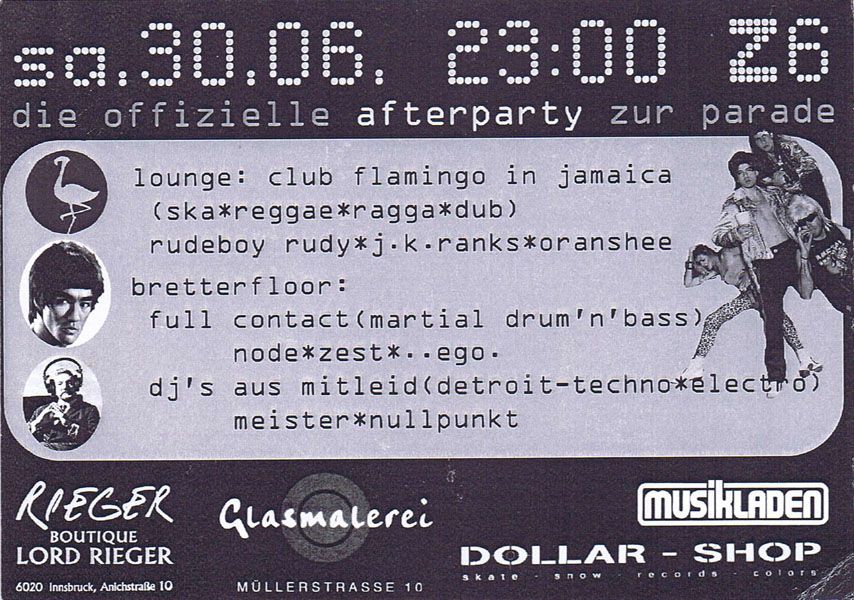 sa.30.06. 23:00 Z6
die offizielle afterparty zur parade
lounge: club flamingo in jamaica
(ska*reggae*ragga*dub)
rudeboy rudy*j.k.ranks*oranshee
bretterfloor:
full contact(martial drum'n'bass)
node*zest*..ego.
dj's aus mitleid(detroit-techno*electro)
meister*nullpunkt
RIEGER
BOUTIQUE
LORD RIEGER
6020 Innsbruck, Anichstraße 10
Glasmalerei
MÜLLERSTRASSE 10
MUSIKLADEN
DOLLAR - SHOP
skate - snow - records - colors